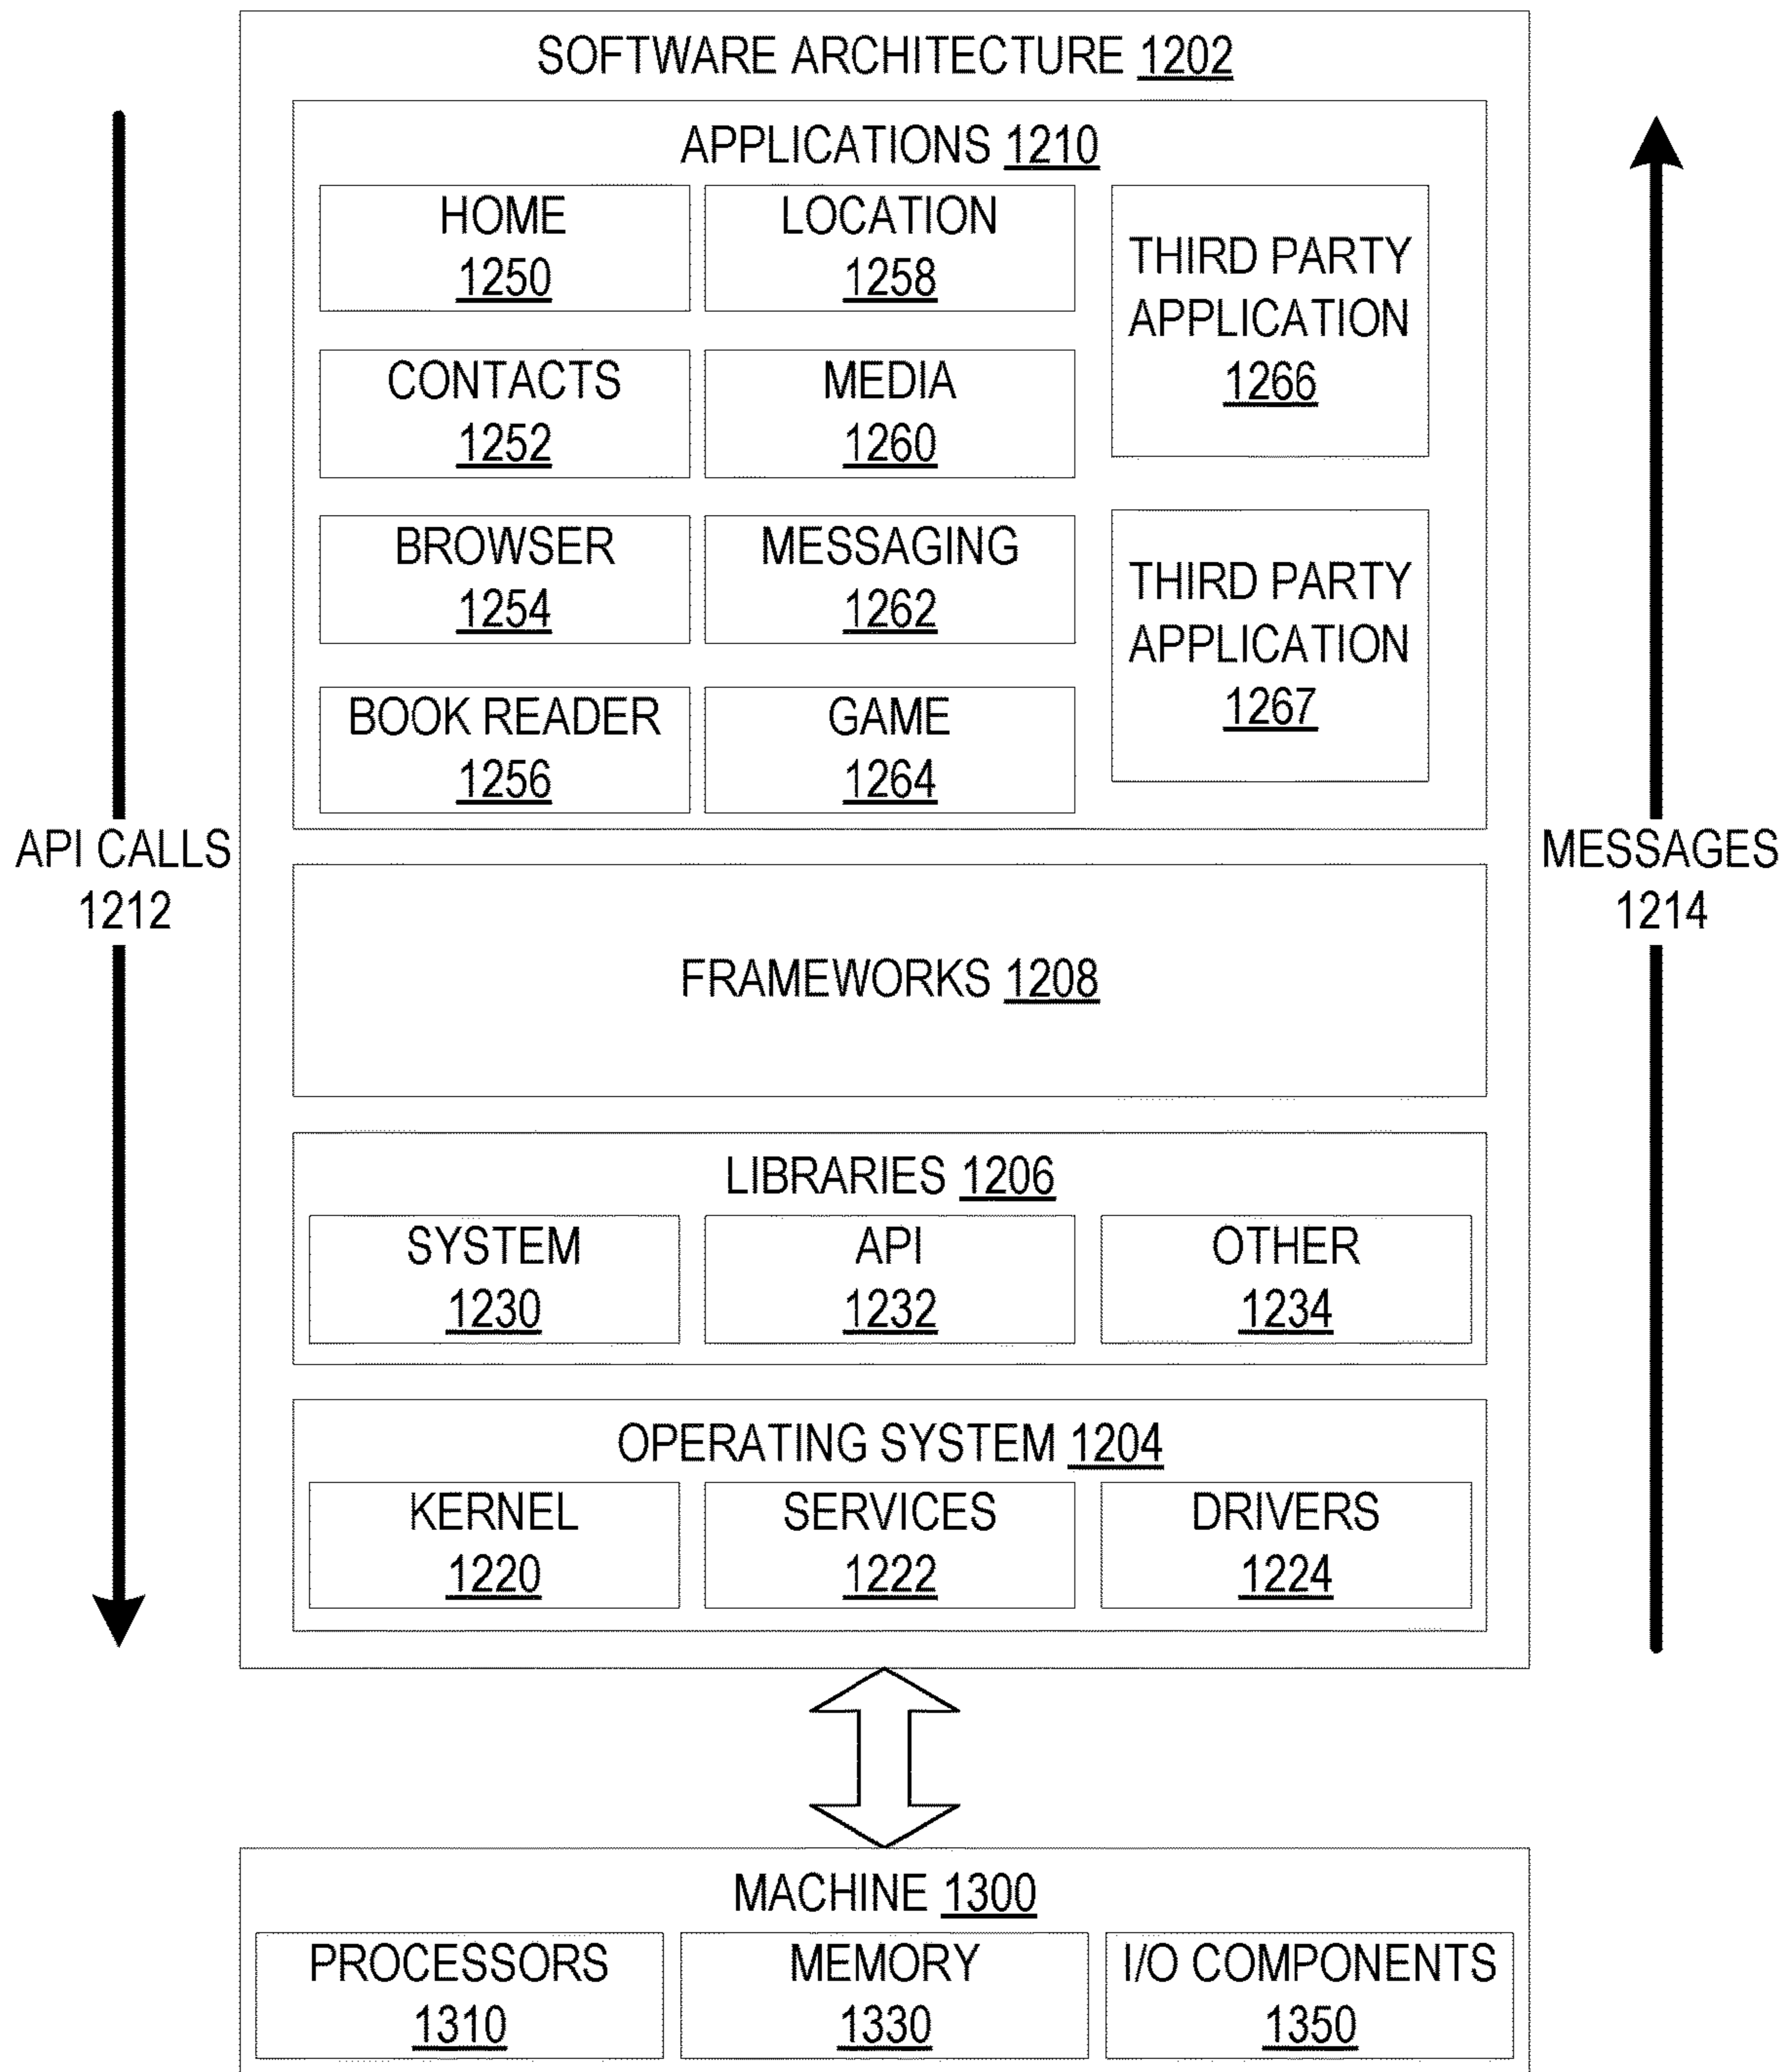 SOFTWARE ARCHITECTURE 1202
APPLICATIONS 1210
HOME
1250
LOCATION
1258
THIRD PARTY
APPLICATION
1266
CONTACTS
1252
MEDIA
1260
BROWSER
1254
MESSAGING
1262
THIRD PARTY
APPLICATION
1267
BOOK READER
1256
GAME
1264
API CALLS
1212
MESSAGES
1214
FRAMEWORKS 1208
LIBRARIES 1206
SYSTEM
1230
API
1232
OTHER
1234
OPERATING SYSTEM 1204
KERNEL
1220
SERVICES
1222
DRIVERS
1224
MACHINE 1300
PROCESSORS
1310
MEMORY
1330
I/O COMPONENTS
1350